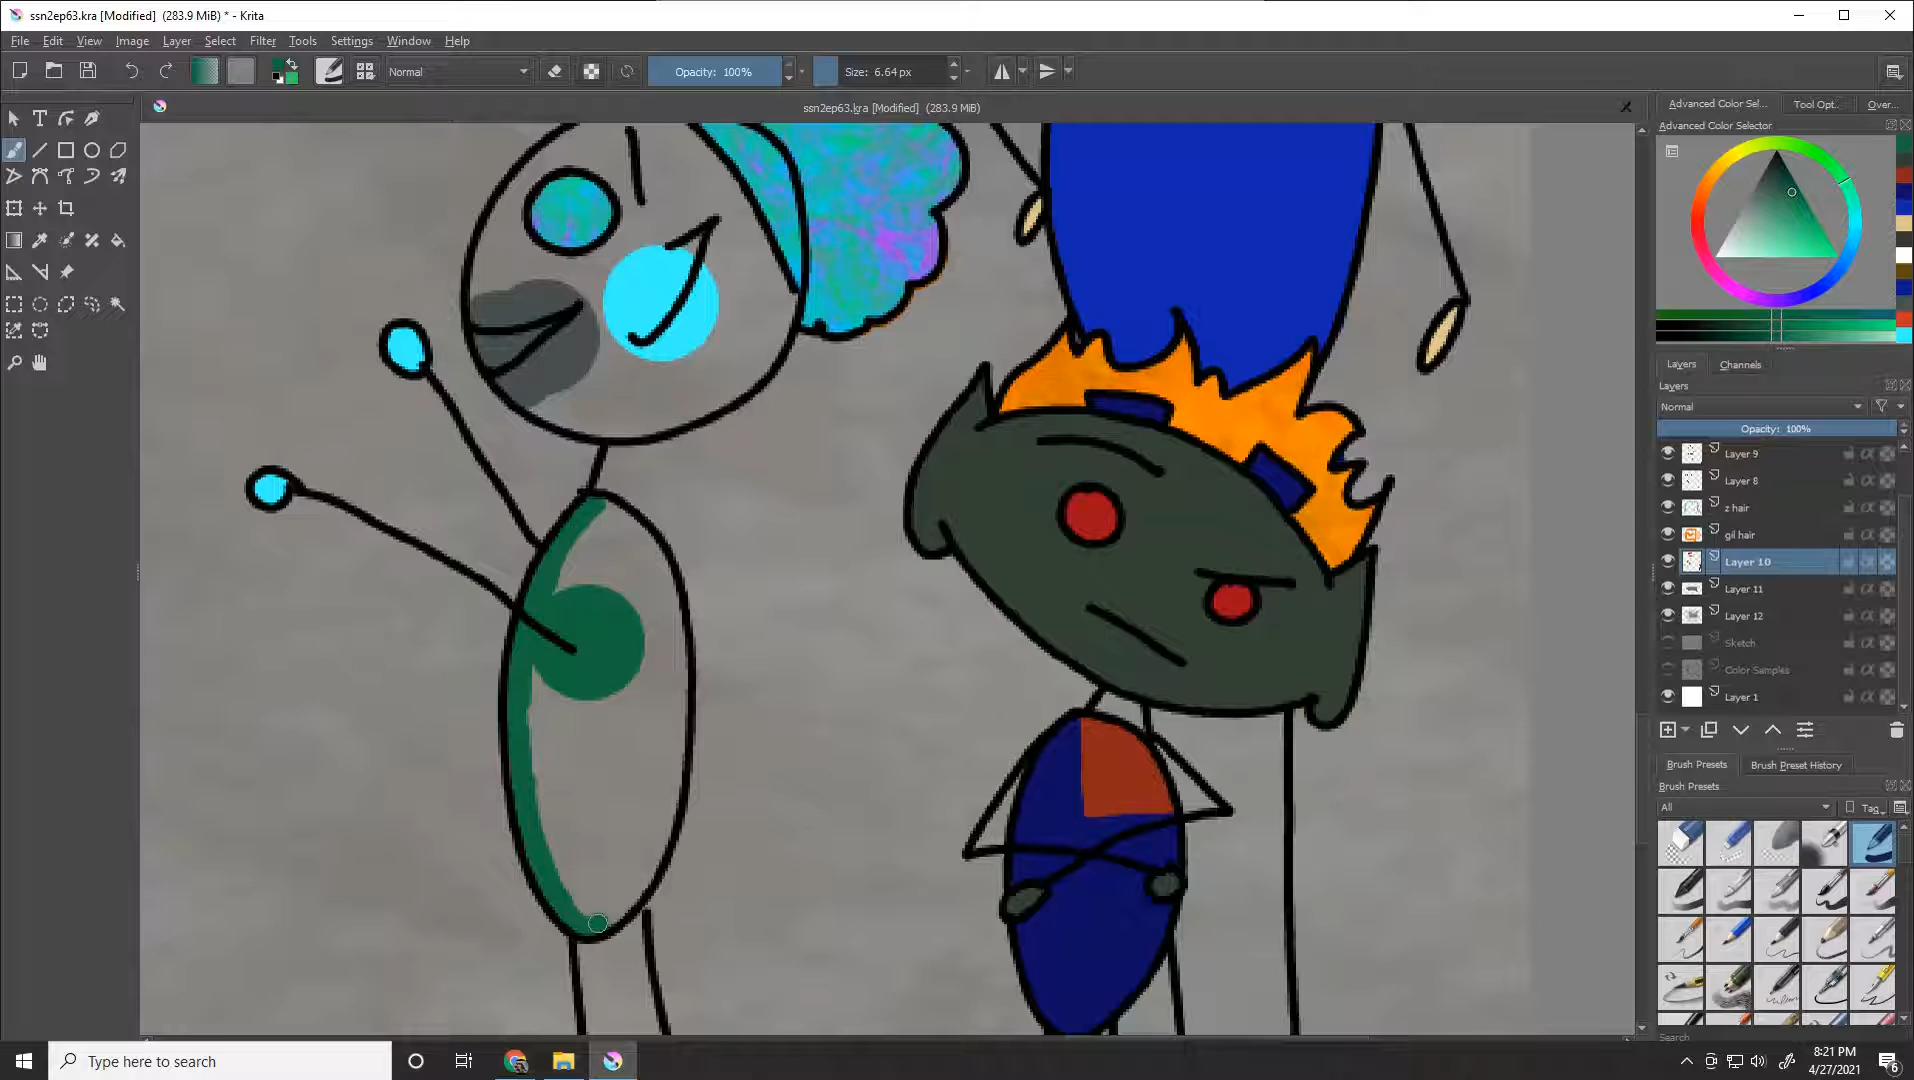 ssn2ep63.kra [Modified]  (283.9 MiB) * - Krita
File Edit View Image Layer Select Filter Tools Settings Window Help
Normal Opacity: 100% Size: 6.64 px
ssn2ep63.kra [Modified]  (283.9 MiB)
Advanced Color Sel... Tool Opt.. Over...
Advanced Color Selector
Layers Channels
Layers
Normal
Opacity: 100%
Layer 9
Layer 8
z hair
gil hair
Layer 10
Layer 11
Layer 12
Sketch
Color Samples
Layer 1
Brush Presets Brush Preset History
Brush Presets
All Tag
Search
Type here to search
8:21 PM
4/27/2021
6